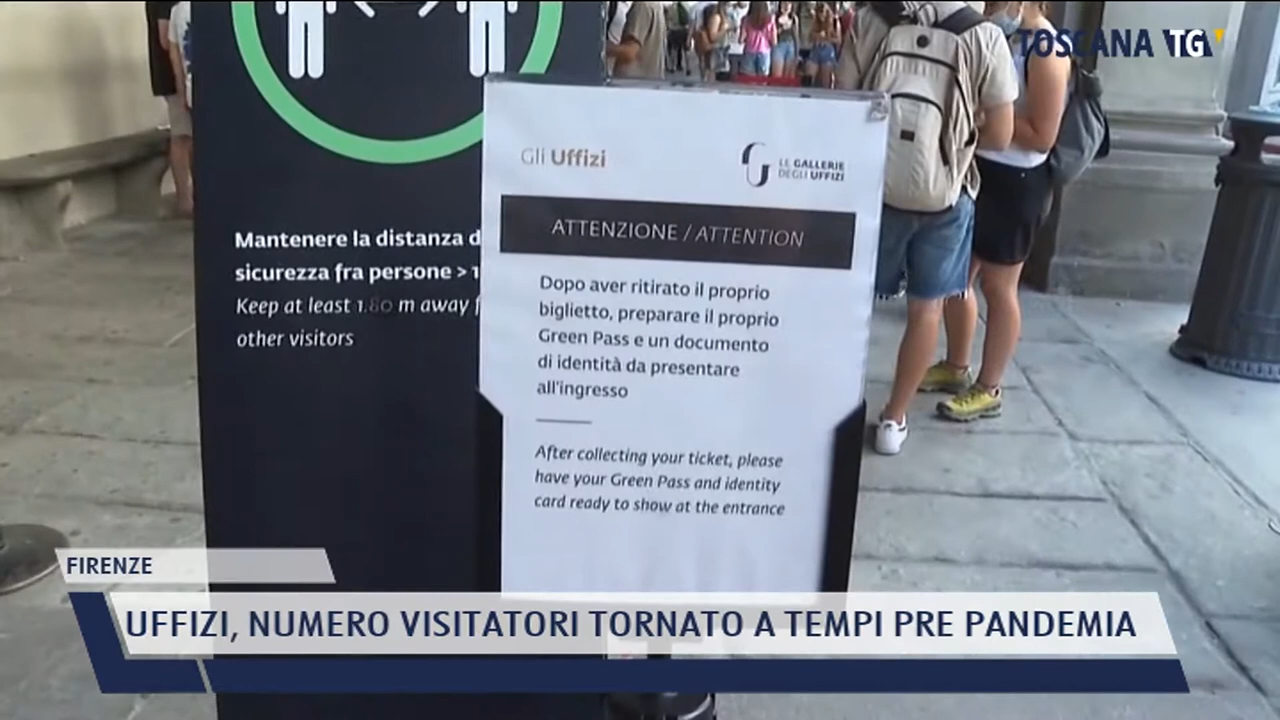 TOSCANA TG
Gli Uffizi
LE GALLERIE
DEGLI UFFIZI
ATTENZIONE / ATTENTION
Mantenere la distanza d
sicurezza fra persone > 1
Keep at least 1.80 m away f
other visitors
Dopo aver ritirato il proprio
biglietto, preparare il proprio
Green Pass e un documento
di identità da presentare
all'ingresso
After collecting your ticket, please
have your Green Pass and identity
card ready to show at the entrance
FIRENZE
UFFIZI, NUMERO VISITATORI TORNATO A TEMPI PRE PANDEMIA